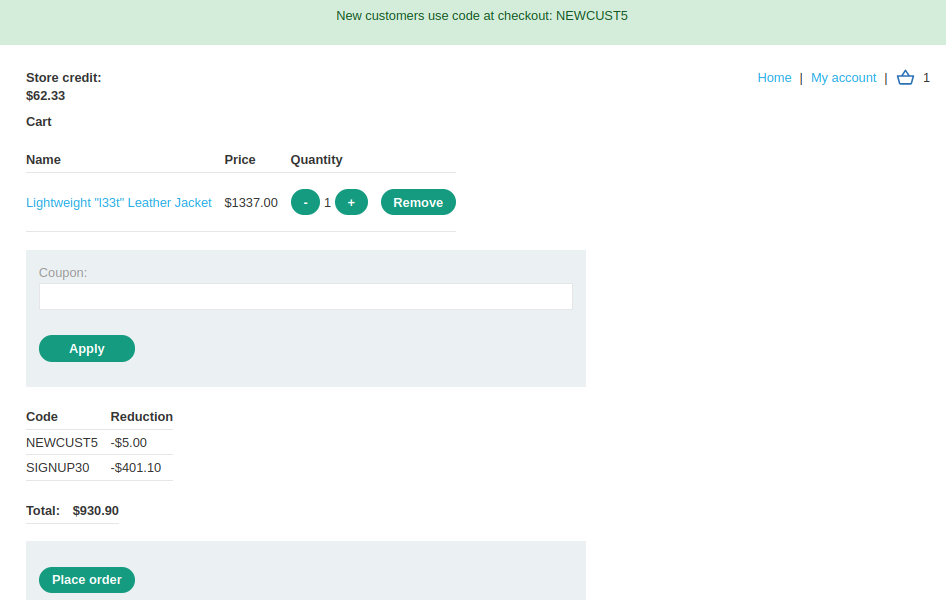 New customers use code at checkout: NEWCUST5
Store credit:
$62.33
Home | My account | 1
Cart
Name Price Quantity
Lightweight "l33t" Leather Jacket $1337.00 - 1 + Remove
Coupon:
Apply
Code Reduction
NEWCUST5 -$5.00
SIGNUP30 -$401.10
Total: $930.90
Place order